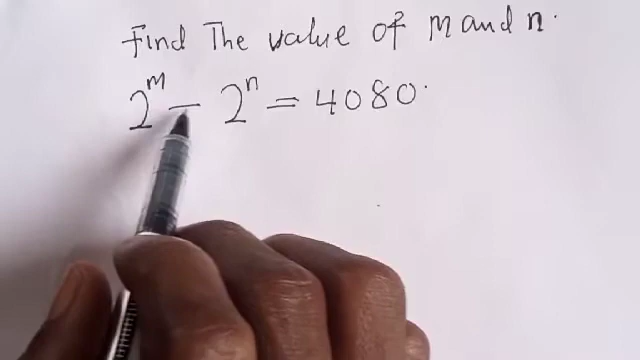 Find The value of m and n.
2^m - 2^n = 4080.